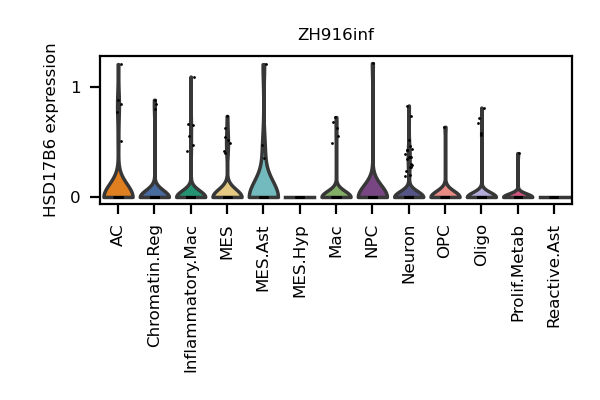 ZH916inf
HSD17B6 expression
1
0
AC
Chromatin.Reg
Inflammatory.Mac
MES
MES.Ast
MES.Hyp
Mac
NPC
Neuron
OPC
Oligo
Prolif.Metab
Reactive.Ast